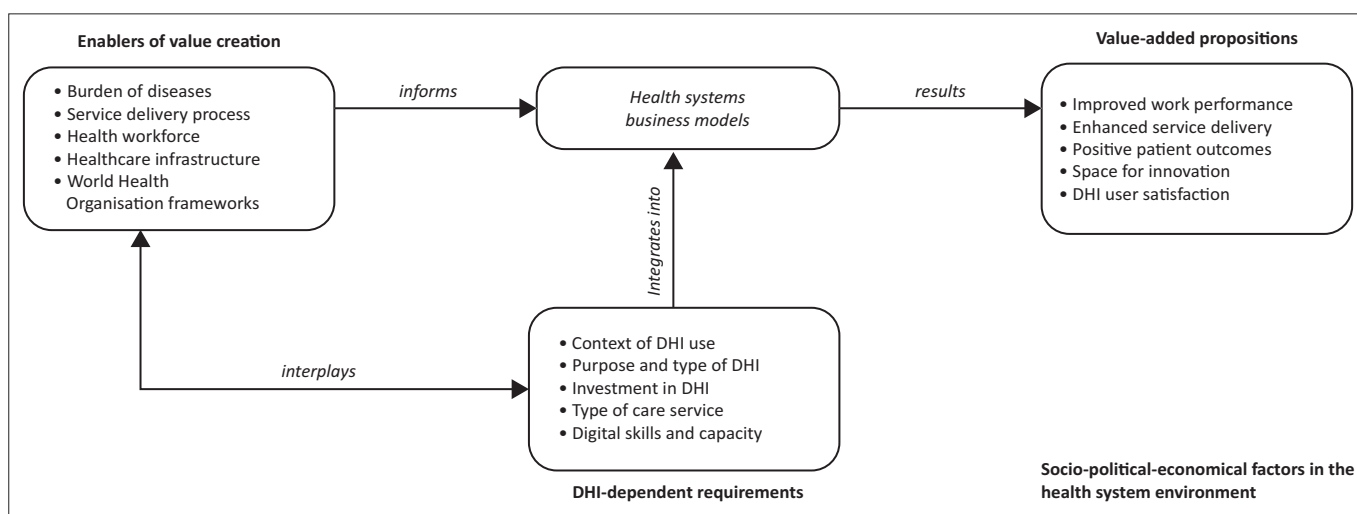 Enablers of value creation
• Burden of diseases
• Service delivery process
• Health workforce
• Healthcare infrastructure
• World Health
Organisation frameworks
informs
Health systems
business models
results
Value-added propositions
• Improved work performance
• Enhanced service delivery
• Positive patient outcomes
• Space for innovation
• DHI user satisfaction
Integrates into
interplays
• Context of DHI use
• Purpose and type of DHI
• Investment in DHI
• Type of care service
• Digital skills and capacity
DHI-dependent requirements
Socio-political-economical factors in the
health system environment